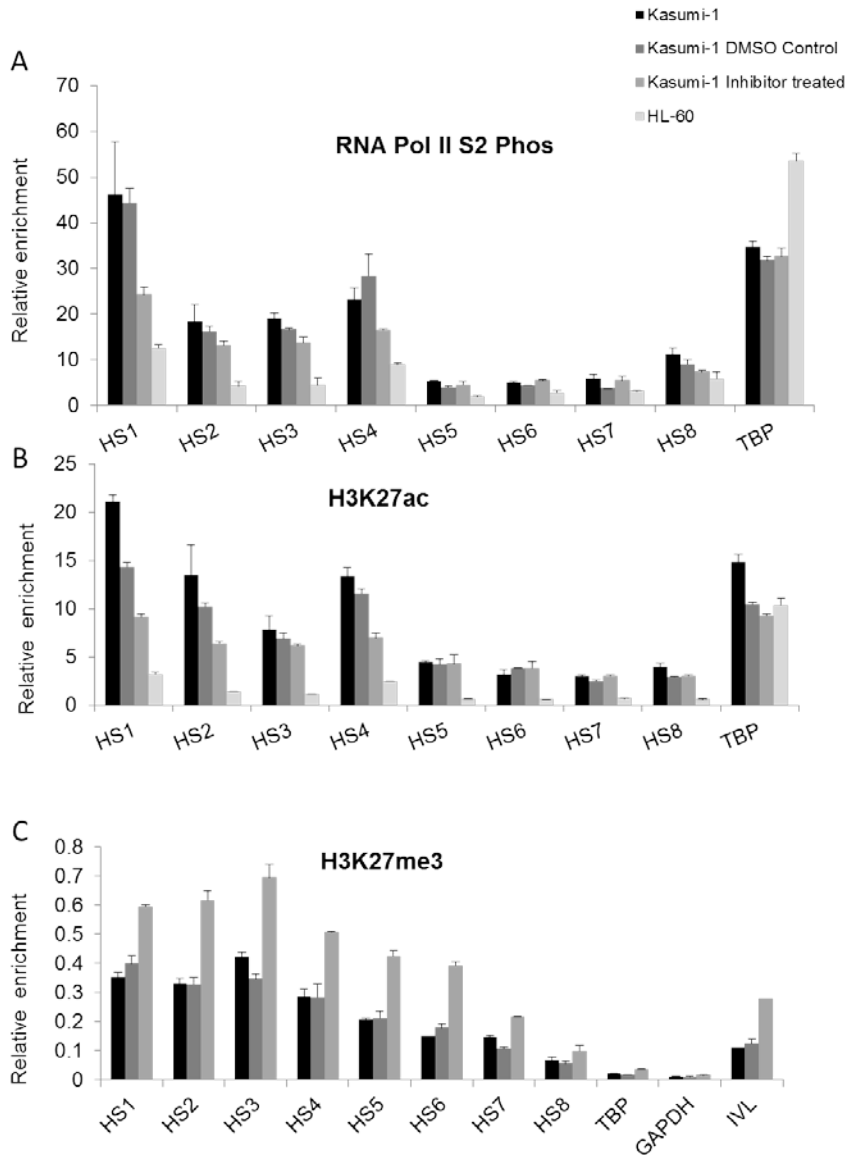 Kasumi-1
Kasumi-1 DMSO Control
Kasumi-1 Inhibitor treated
HL-60
A
RNA Pol II S2 Phos
Relative enrichment
70
60
50
40
30
20
10
0
HS1 HS2 HS3 HS4 HS5 HS6 HS7 HS8 TBP
B
H3K27ac
Relative enrichment
25
20
15
10
5
0
HS1 HS2 HS3 HS4 HS5 HS6 HS7 HS8 TBP
C
H3K27me3
Relative enrichment
0.8
0.7
0.6
0.5
0.4
0.3
0.2
0.1
0
HS1 HS2 HS3 HS4 HS5 HS6 HS7 HS8 TBP GAPDH IVL